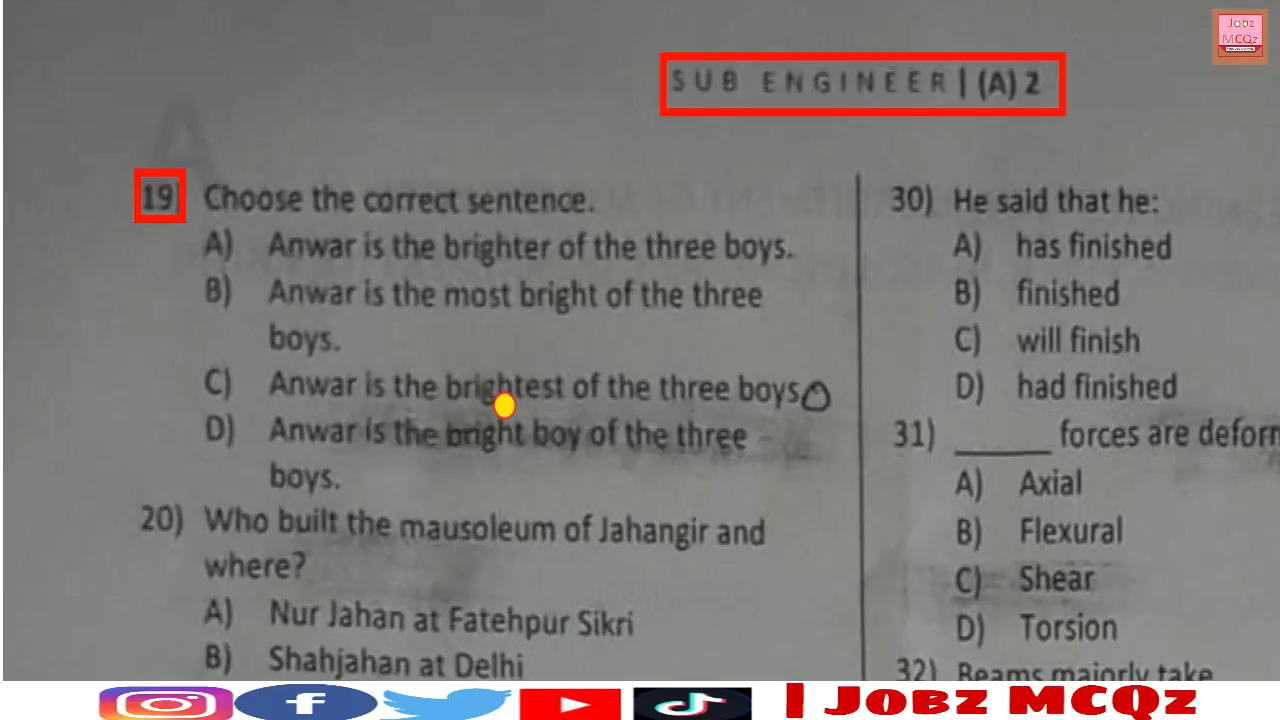 Jobz
MCQz
SUB ENGINEER | (A) 2
19) Choose the correct sentence.
A) Anwar is the brighter of the three boys.
B) Anwar is the most bright of the three
boys.
C) Anwar is the brightest of the three boys
D) Anwar is the bright boy of the three
boys.
20) Who built the mausoleum of Jahangir and
where?
A) Nur Jahan at Fatehpur Sikri
B) Shahjahan at Delhi
30) He said that he:
A) has finished
B) finished
C) will finish
D) had finished
31) ______ forces are deform
A) Axial
B) Flexural
C) Shear
D) Torsion
32) Beams majorly take
| Jobz MCQz